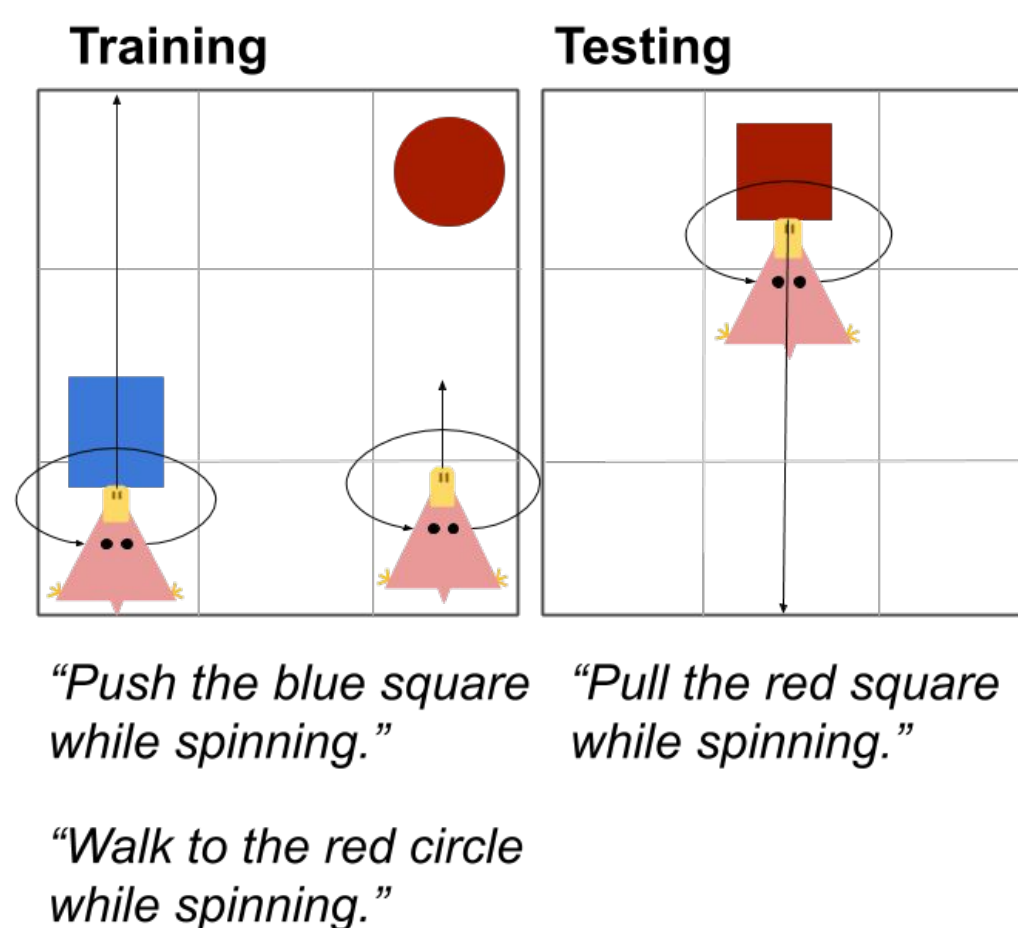 Training
Testing
“Push the blue square
while spinning.”
“Walk to the red circle
while spinning.”
“Pull the red square
while spinning.”